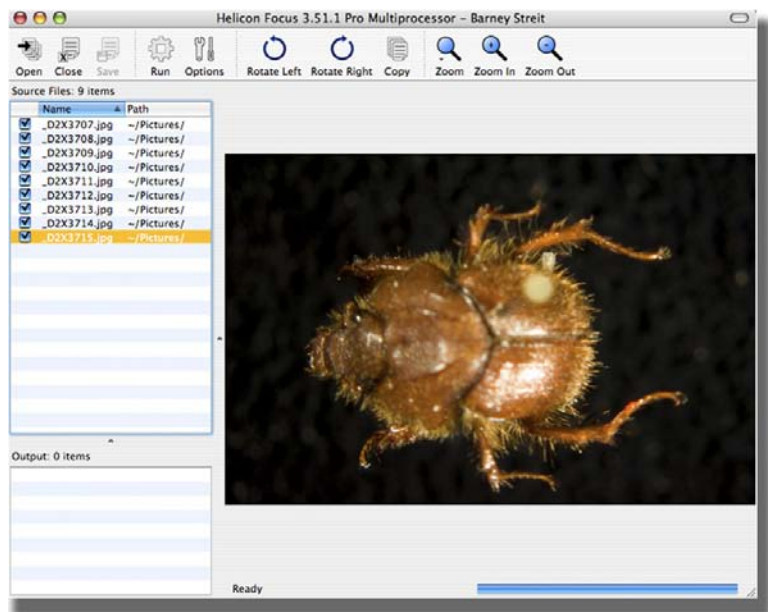 Helicon Focus 3.51.1 Pro Multiprocessor – Barney Streit
Open Close Save Run Options Rotate Left Rotate Right Copy Zoom Zoom In Zoom Out
Source Files: 9 items
Name Path
_D2X3707.jpg ~/Pictures/
_D2X3708.jpg ~/Pictures/
_D2X3709.jpg ~/Pictures/
_D2X3710.jpg ~/Pictures/
_D2X3711.jpg ~/Pictures/
_D2X3712.jpg ~/Pictures/
_D2X3713.jpg ~/Pictures/
_D2X3714.jpg ~/Pictures/
_D2X3715.jpg ~/Pictures/
Output: 0 items
Ready